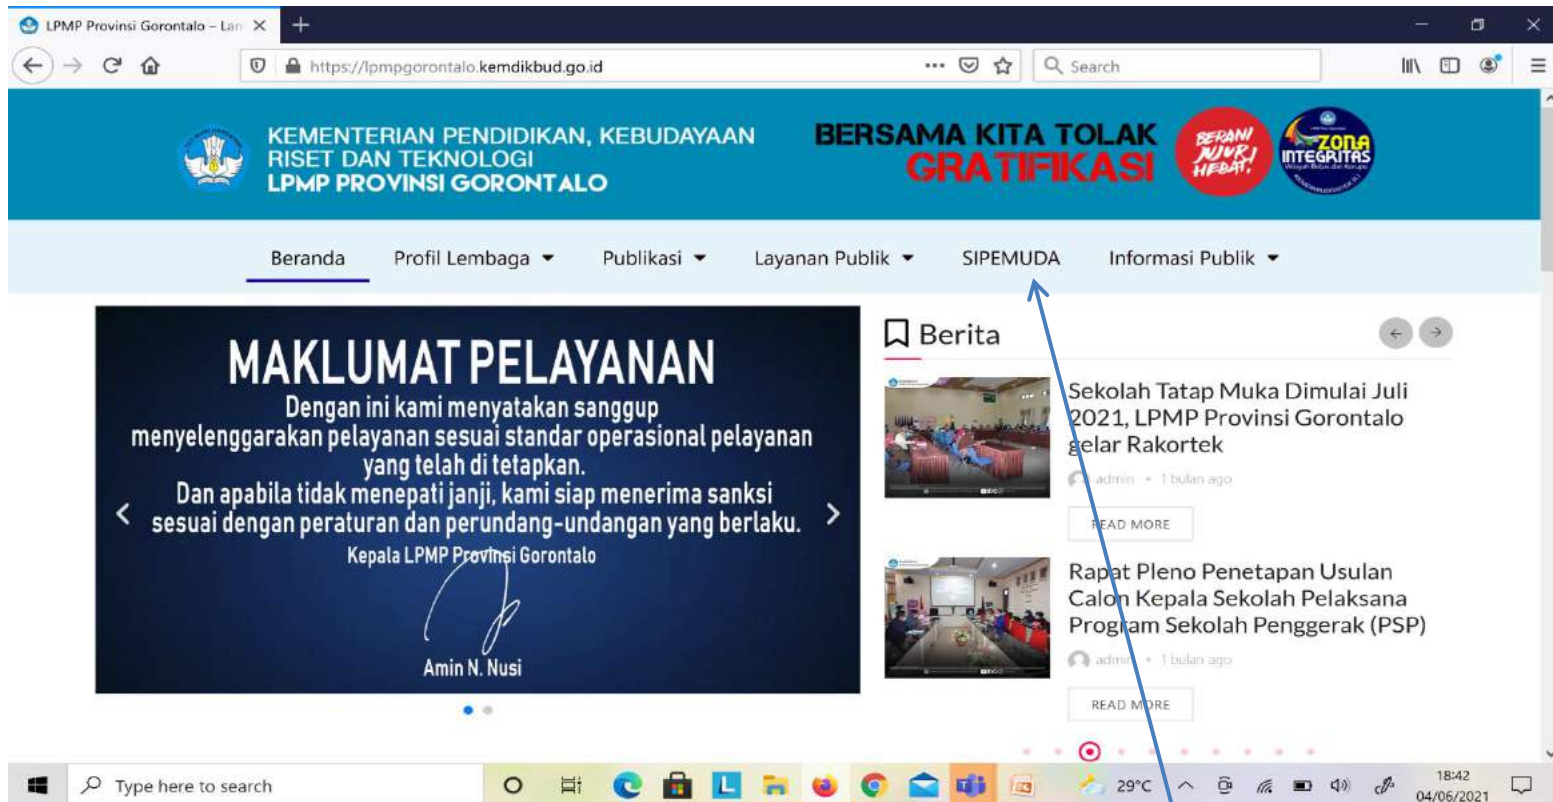 LPMP Provinsi Gorontalo – Lan
https://lpmpgorontalo.kemdikbud.go.id
Search
KEMENTERIAN PENDIDIKAN, KEBUDAYAAN
RISET DAN TEKNOLOGI
LPMP PROVINSI GORONTALO
BERSAMA KITA TOLAK
GRATIFIKASI
BERANI
JUJUR,
HEBAT.
ZONA
INTEGRITAS
Beranda
Profil Lembaga
Publikasi
Layanan Publik
SIPEMUDA
Informasi Publik
MAKLUMAT PELAYANAN
Dengan ini kami menyatakan sanggup
menyelenggarakan pelayanan sesuai standar operasional pelayanan
yang telah di tetapkan.
Dan apabila tidak menepati janji, kami siap menerima sanksi
sesuai dengan peraturan dan perundang-undangan yang berlaku.
Kepala LPMP Provinsi Gorontalo
Amin N. Nusi
Berita
Sekolah Tatap Muka Dimulai Juli
2021, LPMP Provinsi Gorontalo
gelar Rakortek
admin • 1 bulan ago
READ MORE
Rapat Pleno Penetapan Usulan
Calon Kepala Sekolah Pelaksana
Program Sekolah Penggerak (PSP)
admin • 1 bulan ago
READ MORE
Type here to search
29°C
18:42
04/06/2021